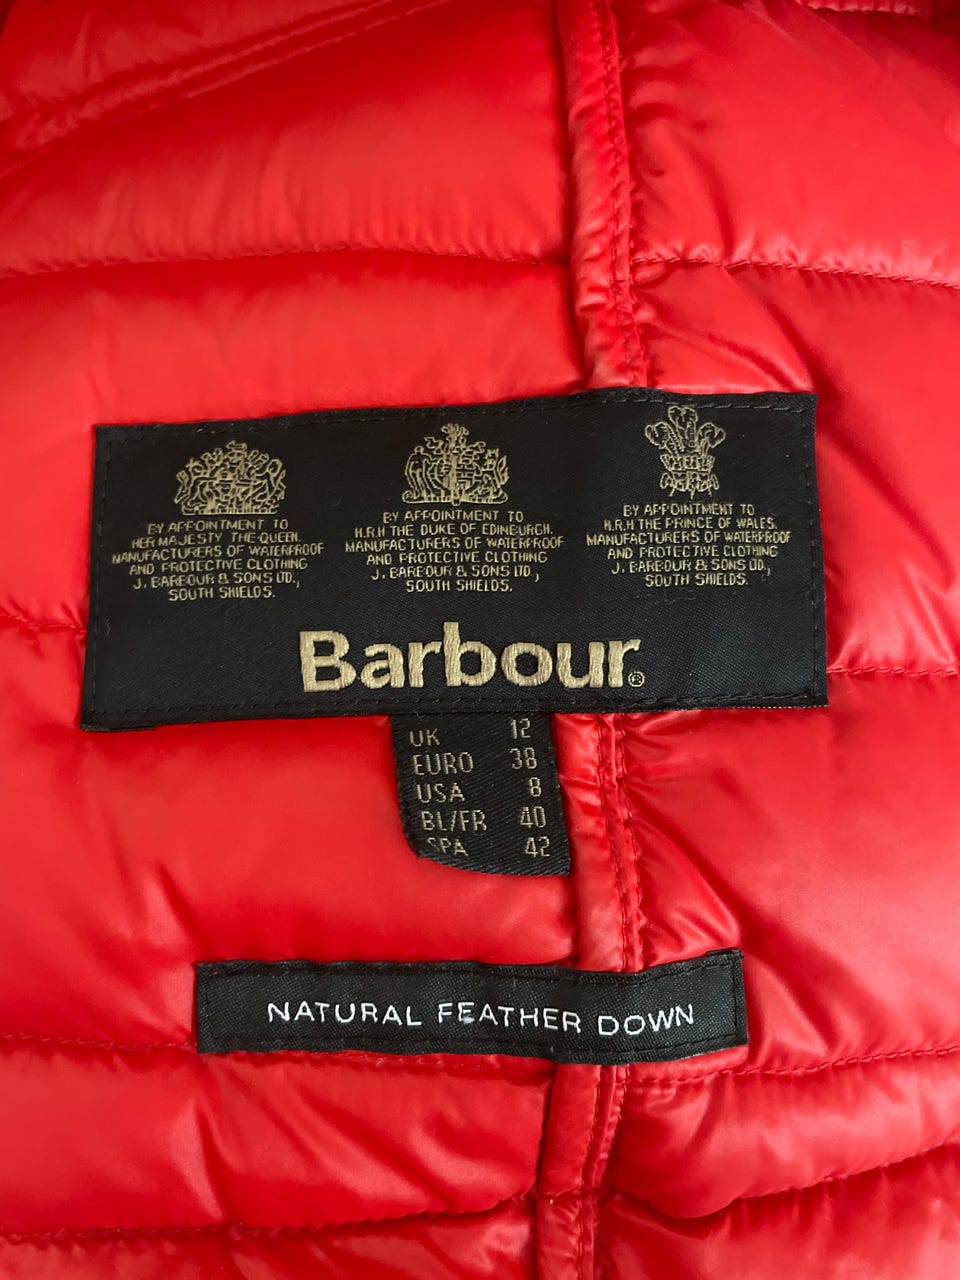 BY APPOINTMENT TO
HER MAJESTY THE QUEEN.
MANUFACTURERS OF WATERPROOF
AND PROTECTIVE CLOTHING
J. BARBOUR & SONS LTD.,
SOUTH SHIELDS.
BY APPOINTMENT TO
H.R.H THE DUKE OF EDINBURGH.
MANUFACTURERS OF WATERPROOF
AND PROTECTIVE CLOTHING
J. BARBOUR & SONS LTD.,
SOUTH SHIELDS.
BY APPOINTMENT TO
H.R.H THE PRINCE OF WALES.
MANUFACTURERS OF WATERPROOF
AND PROTECTIVE CLOTHING
J. BARBOUR & SONS LTD.,
SOUTH SHIELDS.
Barbour®
UK 12
EURO 38
USA 8
BL/FR 40
SPA 42
NATURAL FEATHER DOWN